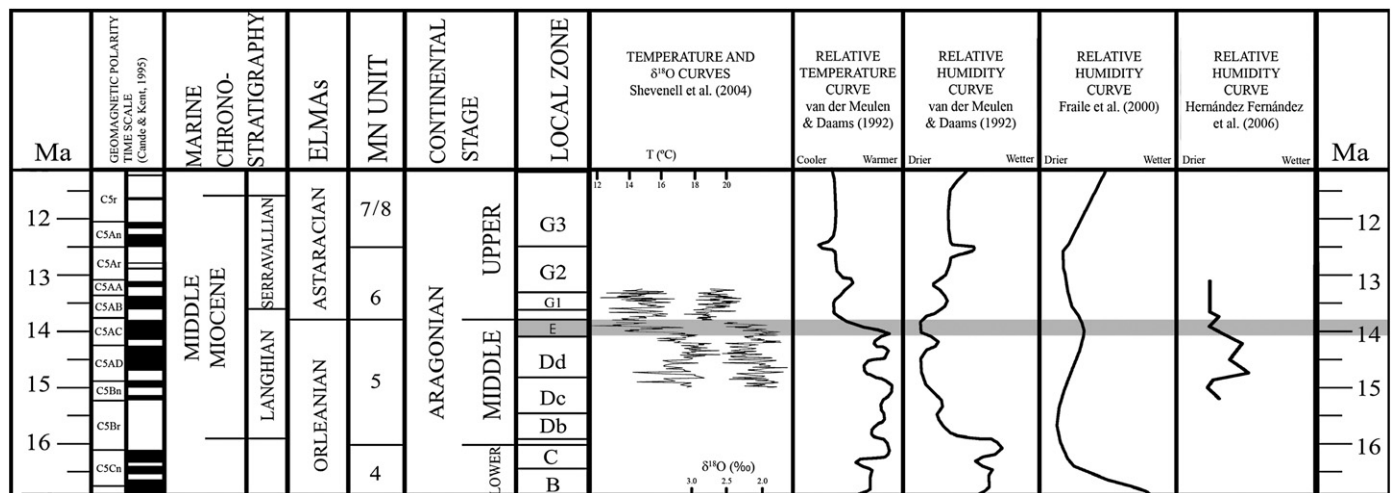 Ma
GEOMAGNETIC POLARITY
TIME SCALE
(Cande & Kent, 1995)
MARINE
CHRONO-
STRATIGRAPHY
ELMAs
MN UNIT
CONTINENTAL
STAGE
LOCAL ZONE
TEMPERATURE AND
δ¹⁸O CURVES
Shevenell et al. (2004)
T (ºC)
RELATIVE
TEMPERATURE
CURVE
van der Meulen
& Daams (1992)
Cooler Warmer
RELATIVE
HUMIDITY
CURVE
van der Meulen
& Daams (1992)
Drier Wetter
RELATIVE
HUMIDITY
CURVE
Fraile et al. (2000)
Drier Wetter
RELATIVE
HUMIDITY
CURVE
Hernández Fernández
et al. (2006)
Drier Wetter
Ma
12
13
14
15
16
C5r
C5An
C5Ar
C5AA
C5AB
C5AC
C5AD
C5Bn
C5Br
C5Cn
MIDDLE
MIOCENE
SERRAVALLIAN
LANGHIAN
ASTARACIAN
ORLEANIAN
7/8
6
5
4
ARAGONIAN
UPPER
MIDDLE
LOWER
G3
G2
G1
E
Dd
Dc
Db
C
B
12 14 16 18 20
δ¹⁸O (‰)
3.0 2.5 2.0
12
13
14
15
16